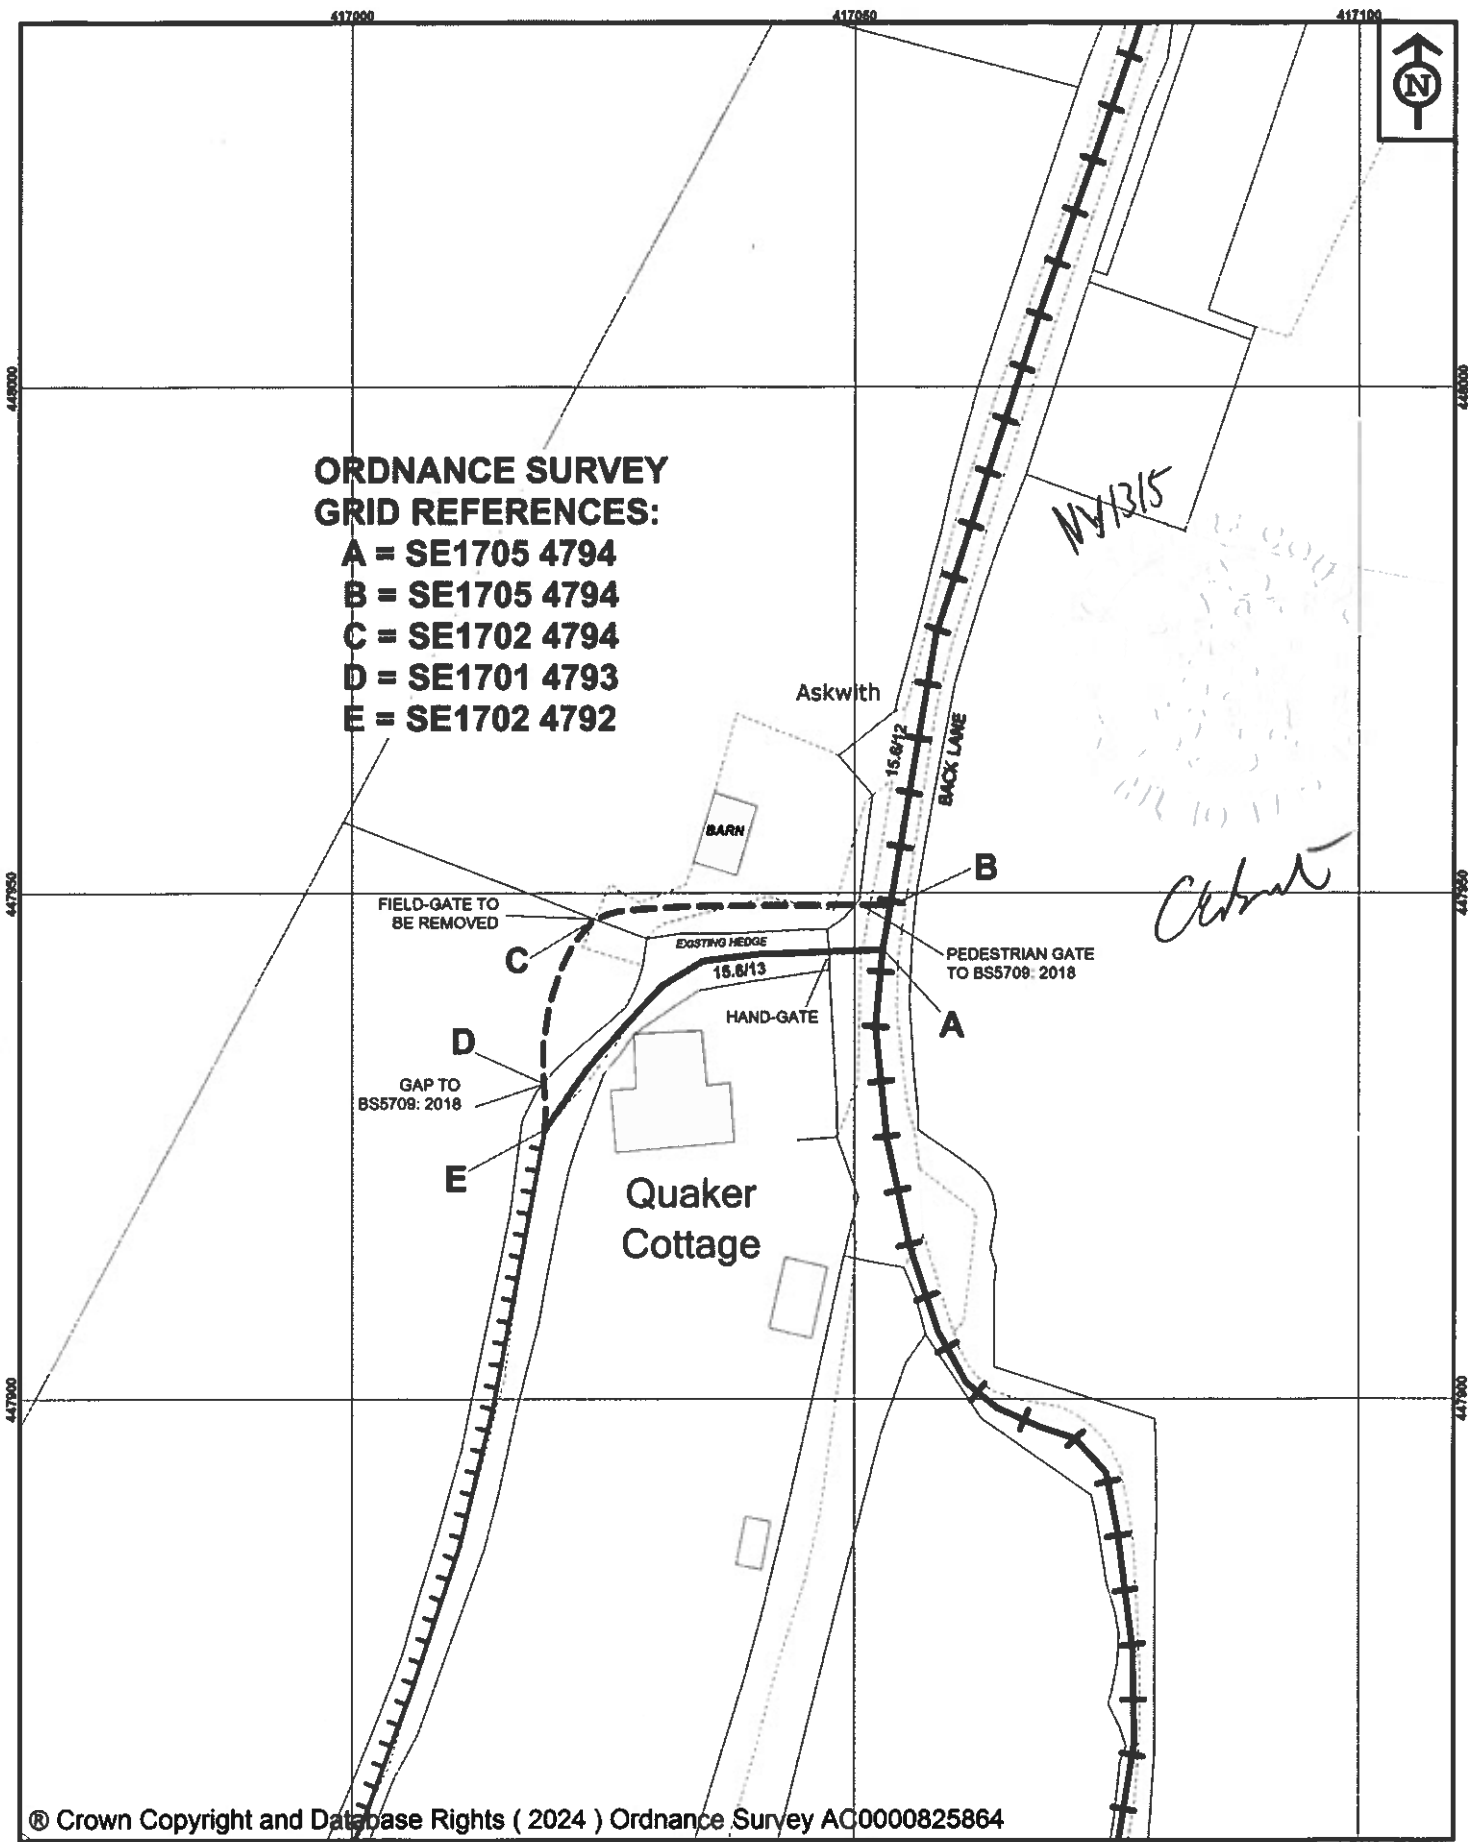 417000
417050
417100
N
448000
448000
ORDNANCE SURVEY
GRID REFERENCES:
A = SE1705 4794
B = SE1705 4794
C = SE1702 4794
D = SE1701 4793
E = SE1702 4792
NY1315
Askwith
15.6/12
BACK LANE
BARN
B
447950
447950
FIELD-GATE TO
BE REMOVED
C
EXISTING HEDGE
15.6/13
PEDESTRIAN GATE
TO BS5709: 2018
HAND-GATE
A
D
GAP TO
BS5709: 2018
E
Quaker
Cottage
447900
447900
® Crown Copyright and Database Rights ( 2024 ) Ordnance Survey AC0000825864